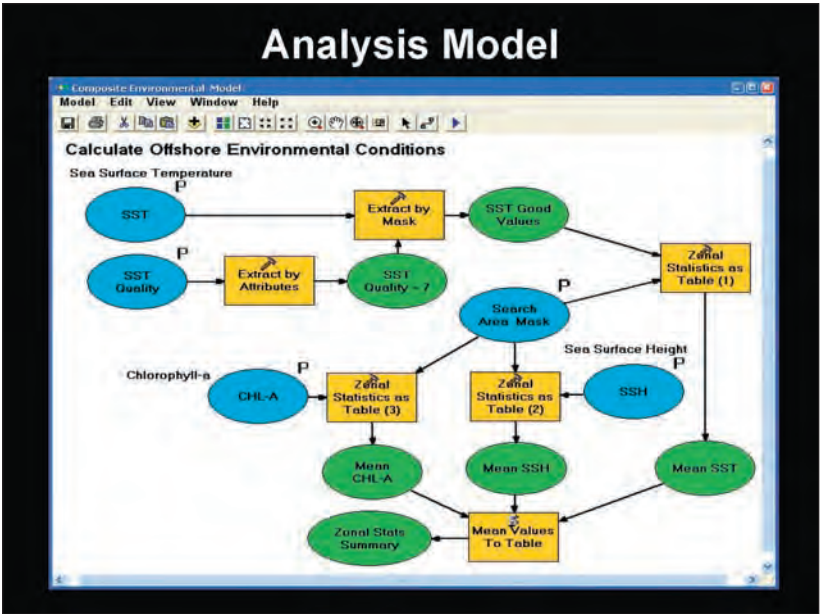 Analysis Model
Composite Environmental Model
Model Edit View Window Help
Calculate Offshore Environmental Conditions
Sea Surface Temperature
P
SST
Extract by
Mask
SST Good
Values
P
SST
Quality
Extract by
Attributes
SST
Quality - 7
Zonal
Statistics as
Table (1)
P
Search
Area Mask
Sea Surface Height
P
SSH
Chlorophyll-a
P
CHL-A
Zonal
Statistics as
Table (3)
Zonal
Statistics as
Table (2)
Mean
CHL-A
Mean SSH
Mean SST
Zonal Stats
Summary
Mean Values
To Table